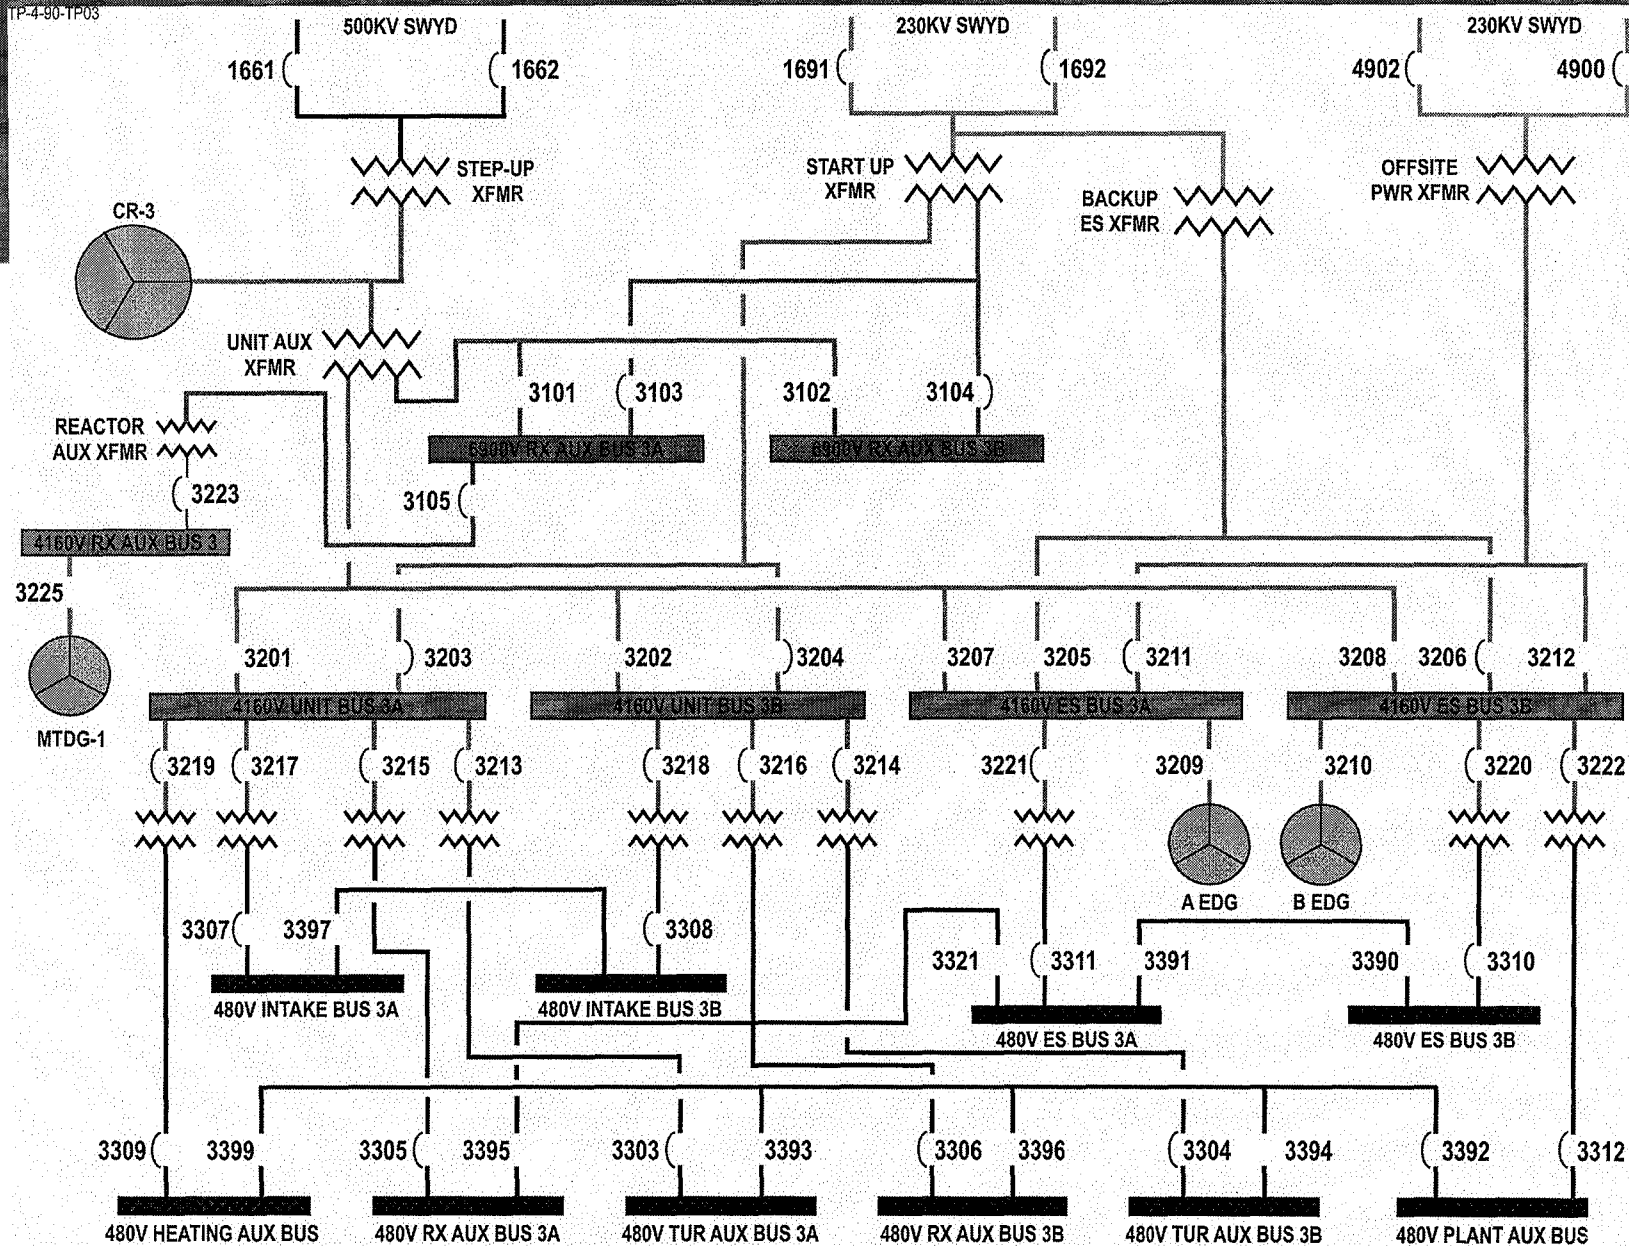 TP-4-90-TP03
500KV SWYD
230KV SWYD
230KV SWYD
1661
1662
1691
1692
4902
4900
STEP-UP
XFMR
START UP
XFMR
BACKUP
ES XFMR
OFFSITE
PWR XFMR
CR-3
UNIT AUX
XFMR
3101
3103
3102
3104
REACTOR
AUX XFMR
6900V RX AUX BUS 3A
6900V RX AUX BUS 3B
3223
3105
4160V RX AUX BUS 3
3225
MTDG-1
3201
3203
3202
3204
3207
3205
3211
3208
3206
3212
4160V UNIT BUS 3A
4160V UNIT BUS 3B
4160V ES BUS 3A
4160V ES BUS 3B
3219
3217
3215
3213
3218
3216
3214
3221
3209
3210
3220
3222
A EDG
B EDG
3307
3397
3308
3321
3311
3391
3390
3310
480V INTAKE BUS 3A
480V INTAKE BUS 3B
480V ES BUS 3A
480V ES BUS 3B
3309
3399
3305
3395
3303
3393
3306
3396
3304
3394
3392
3312
480V HEATING AUX BUS
480V RX AUX BUS 3A
480V TUR AUX BUS 3A
480V RX AUX BUS 3B
480V TUR AUX BUS 3B
480V PLANT AUX BUS